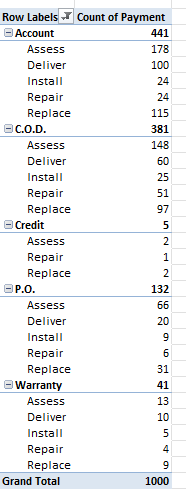 Row Labels Count of Payment
Account 441
Assess 178
Deliver 100
Install 24
Repair 24
Replace 115
C.O.D. 381
Assess 148
Deliver 60
Install 25
Repair 51
Replace 97
Credit 5
Assess 2
Repair 1
Replace 2
P.O. 132
Assess 66
Deliver 20
Install 9
Repair 6
Replace 31
Warranty 41
Assess 13
Deliver 10
Install 5
Repair 4
Replace 9
Grand Total 1000